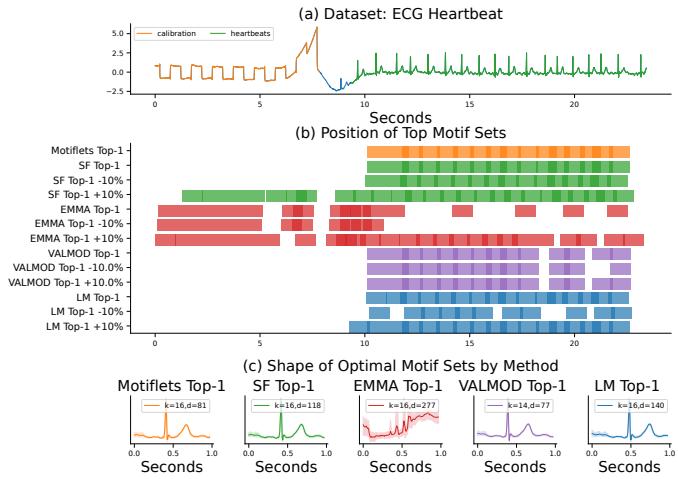 (a) Dataset: ECG Heartbeat
calibration heartbeats
5.0
2.5
0.0
−2.5
0 5 10 15 20
Seconds
(b) Position of Top Motif Sets
Motiflets Top-1
SF Top-1
SF Top-1 -10%
SF Top-1 +10%
EMMA Top-1
EMMA Top-1 -10%
EMMA Top-1 +10%
VALMOD Top-1
VALMOD Top-1 -10.0%
VALMOD Top-1 +10.0%
LM Top-1
LM Top-1 -10%
LM Top-1 +10%
0 5 10 15 20
(c) Shape of Optimal Motif Sets by Method
Motiflets Top-1 SF Top-1 EMMA Top-1 VALMOD Top-1 LM Top-1
k=16,d=81 k=16,d=118 k=16,d=277 k=14,d=77 k=16,d=140
0.0 0.5 1.0 0.0 0.5 1.0 0.0 0.5 1.0 0.0 0.5 1.0 0.0 0.5 1.0
Seconds Seconds Seconds Seconds Seconds